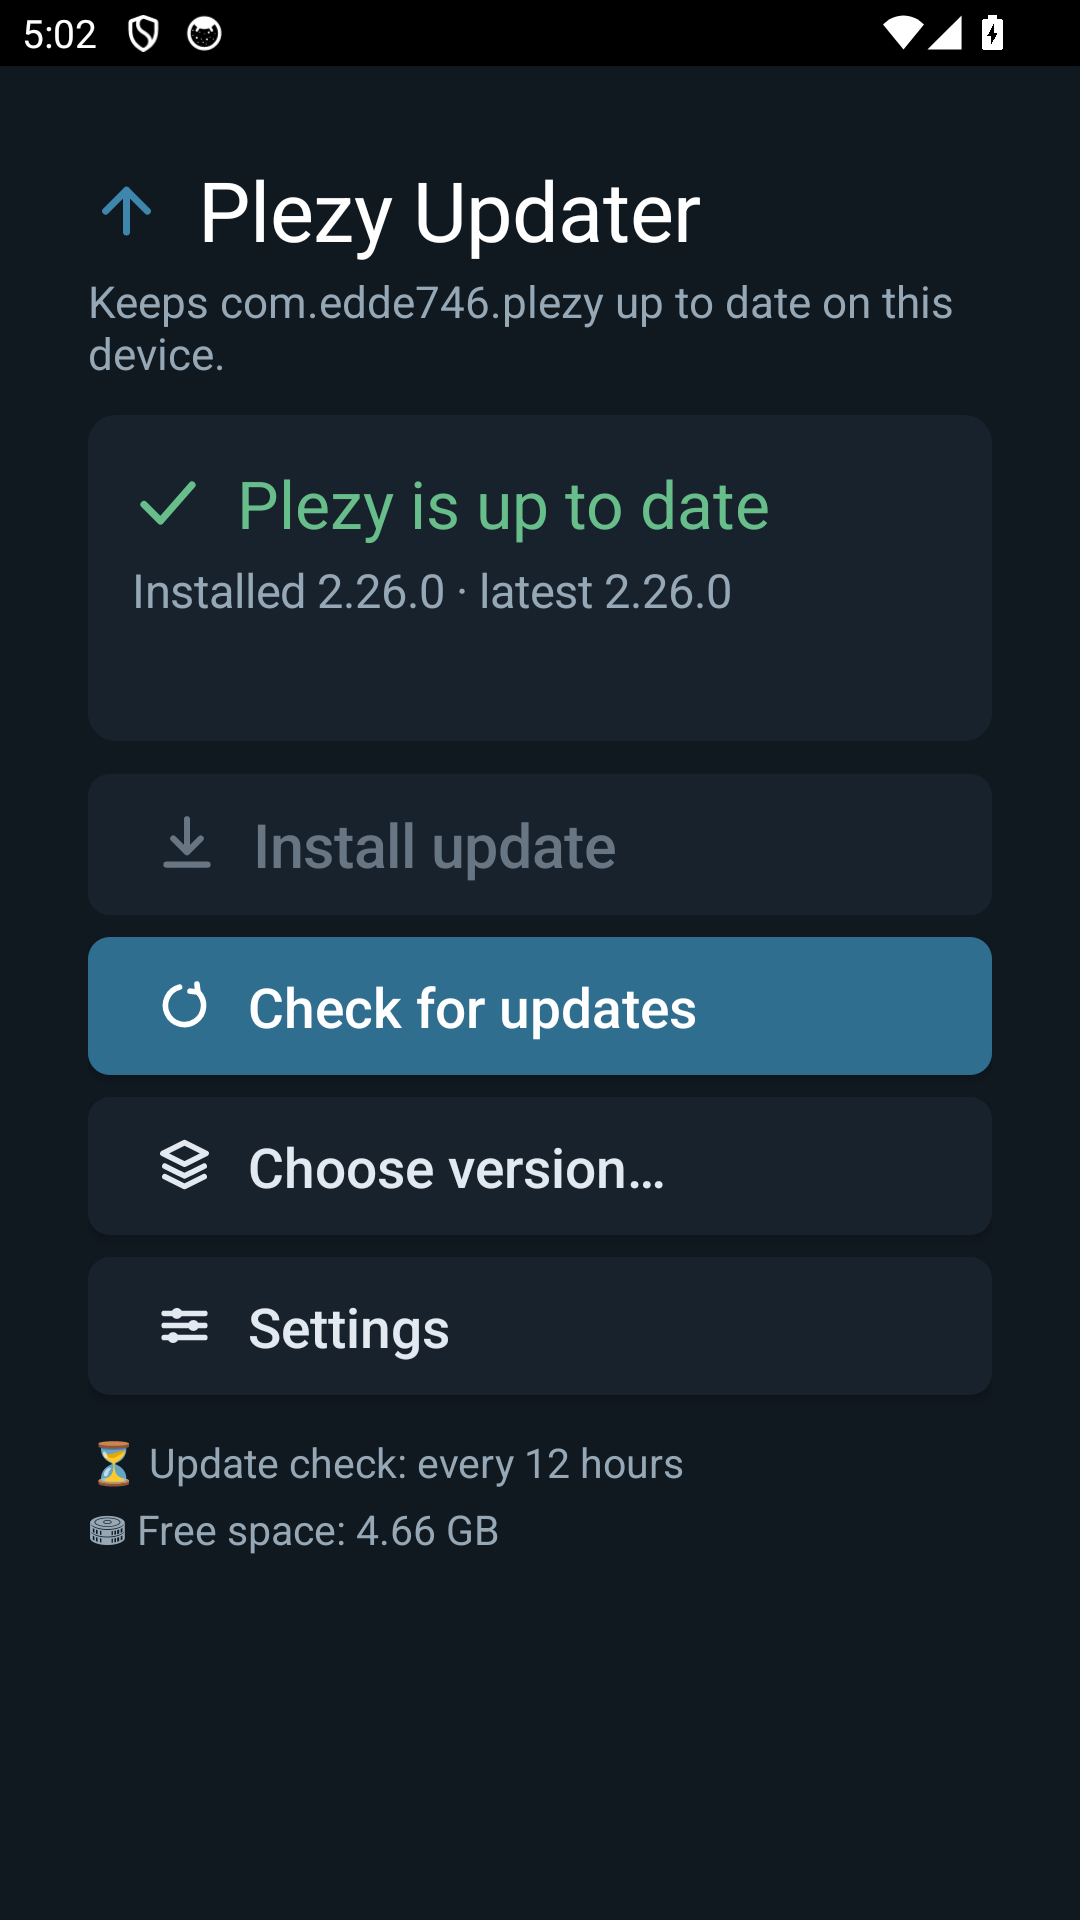 5:02
Plezy Updater
Keeps com.edde746.plezy up to date on this
device.
Plezy is up to date
Installed 2.26.0 · latest 2.26.0
Install update
Check for updates
Choose version…
Settings
⏳ Update check: every 12 hours
Free space: 4.66 GB